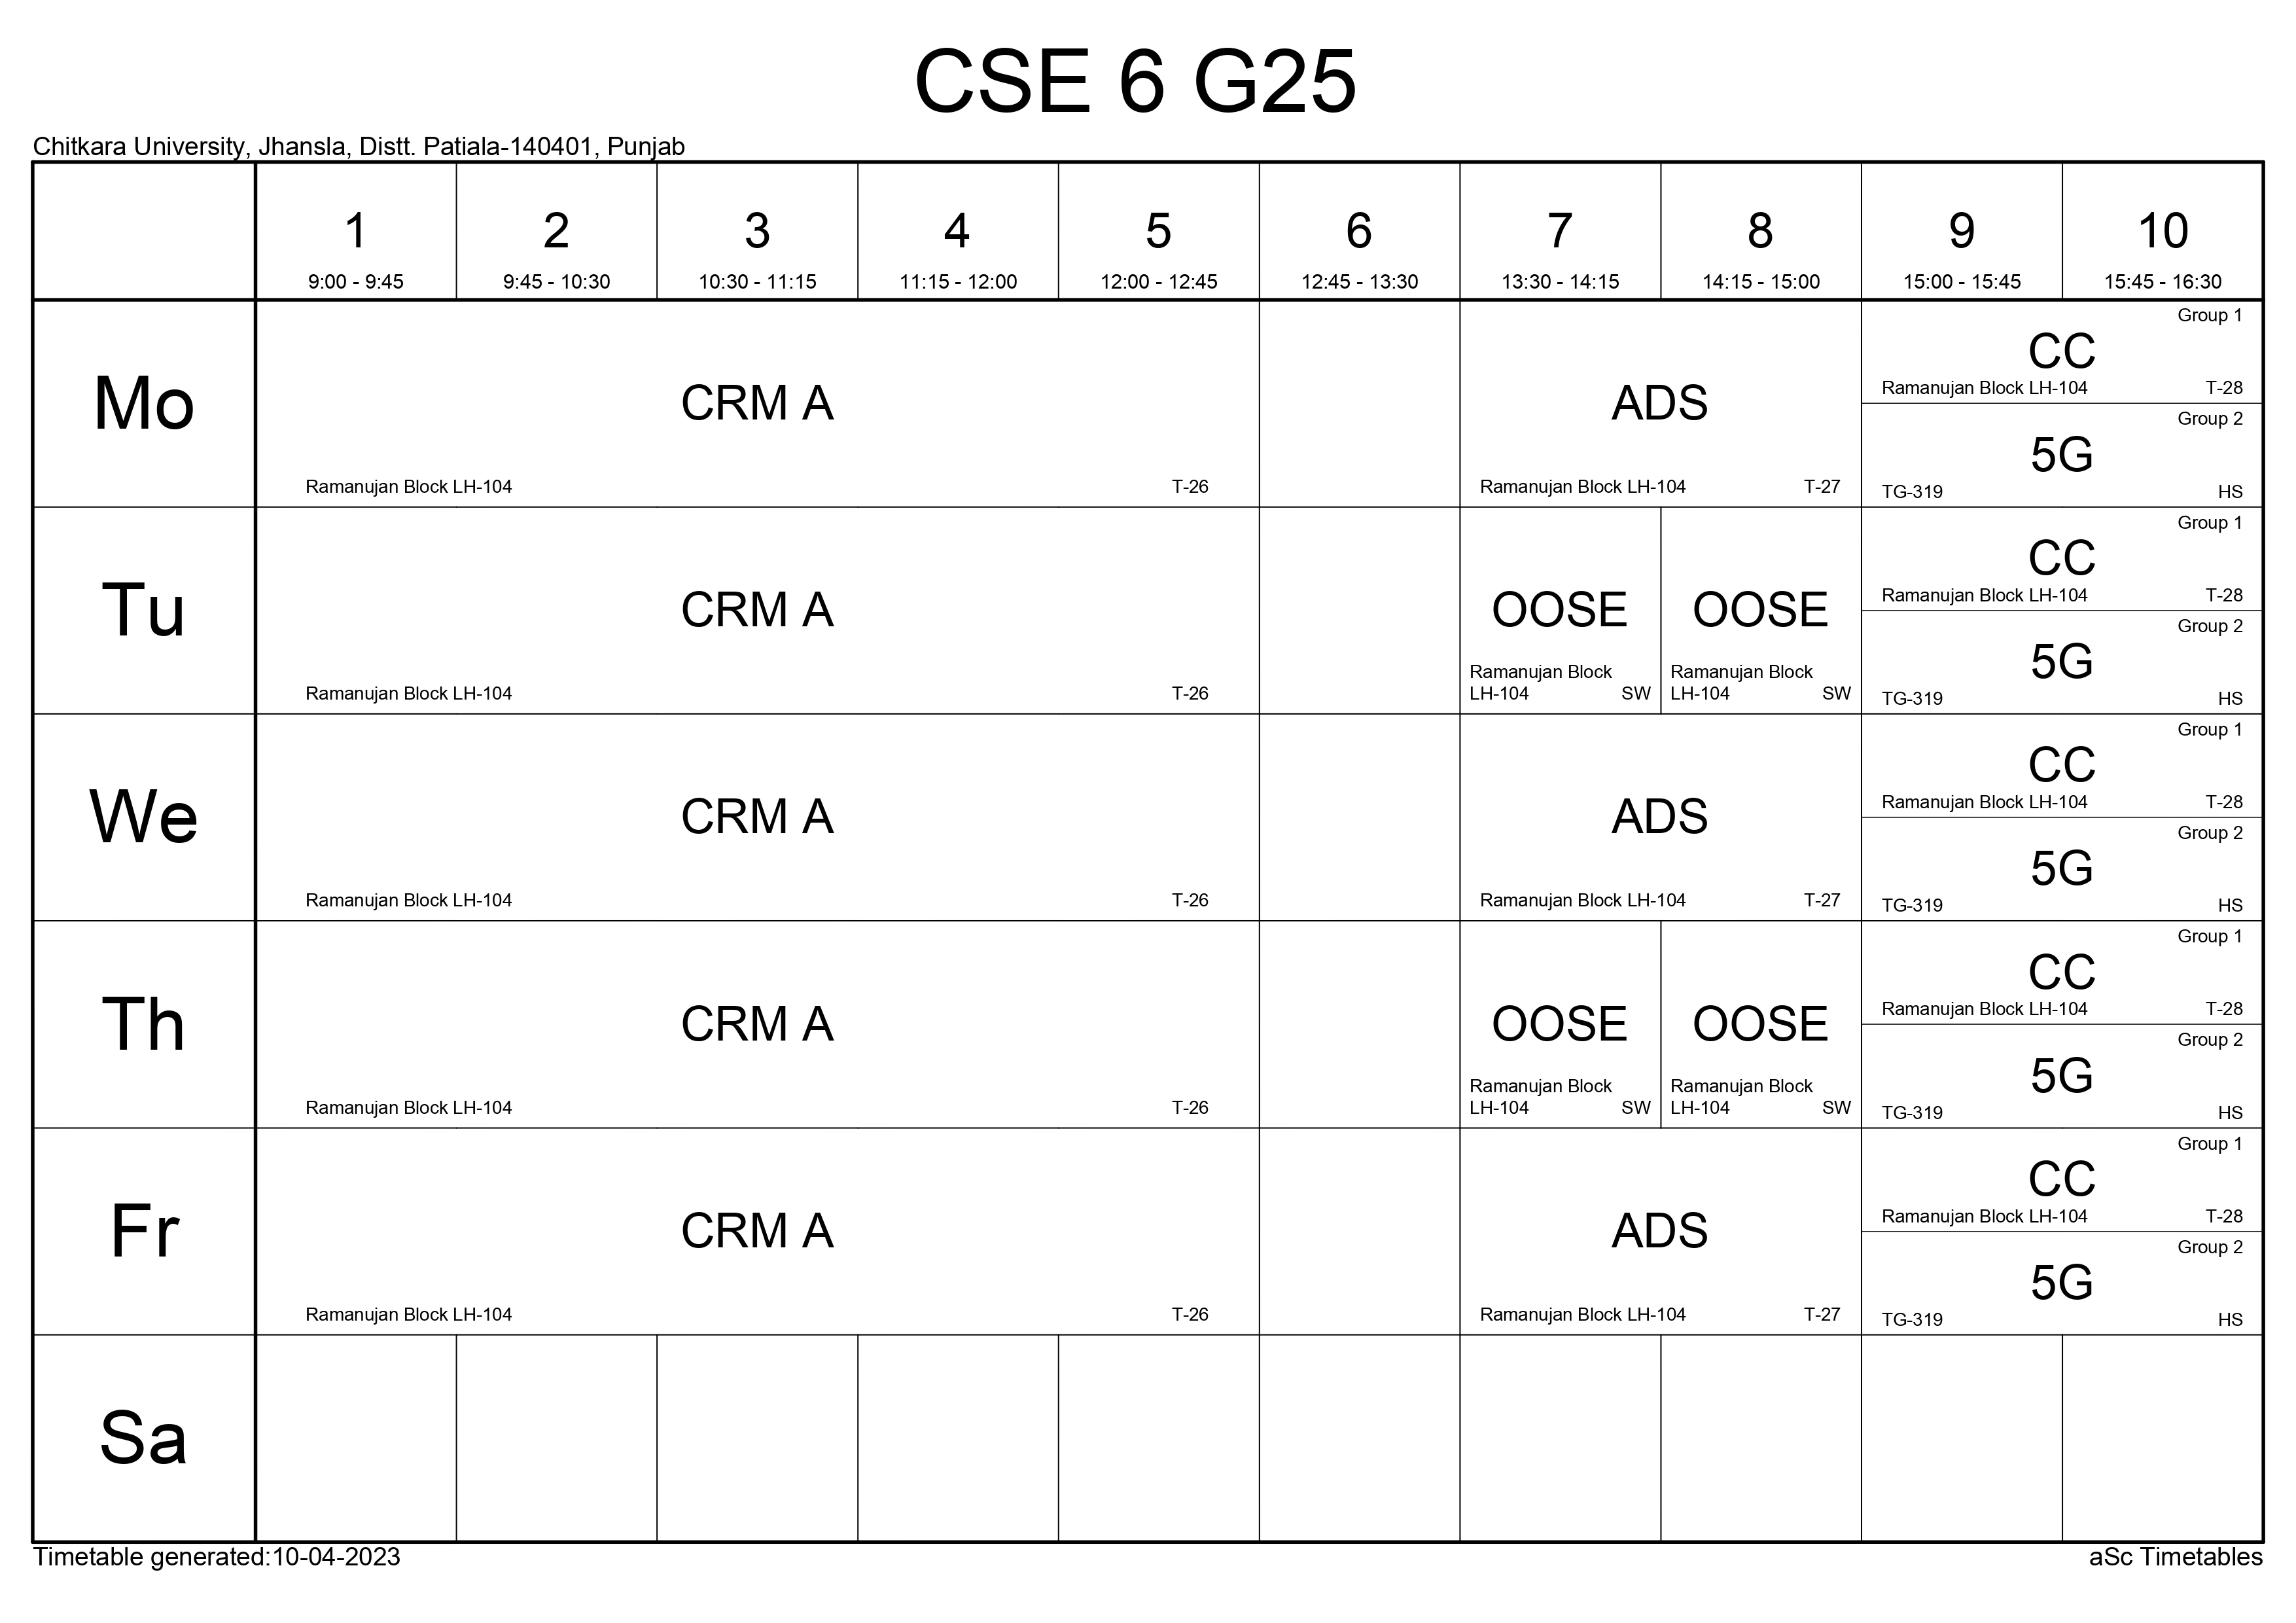 CSE 6 G25
Chitkara University, Jhansla, Distt. Patiala-140401, Punjab
1 2 3 4 5 6 7 8 9 10
9:00 - 9:45 9:45 - 10:30 10:30 - 11:15 11:15 - 12:00 12:00 - 12:45 12:45 - 13:30 13:30 - 14:15 14:15 - 15:00 15:00 - 15:45 15:45 - 16:30
Mo
CRM A
Ramanujan Block LH-104 T-26
ADS
Ramanujan Block LH-104 T-27
Group 1
CC
Ramanujan Block LH-104 T-28
Group 2
5G
TG-319 HS
Tu
CRM A
Ramanujan Block LH-104 T-26
OOSE
Ramanujan Block
LH-104 SW
OOSE
Ramanujan Block
LH-104 SW
Group 1
CC
Ramanujan Block LH-104 T-28
Group 2
5G
TG-319 HS
We
CRM A
Ramanujan Block LH-104 T-26
ADS
Ramanujan Block LH-104 T-27
Group 1
CC
Ramanujan Block LH-104 T-28
Group 2
5G
TG-319 HS
Th
CRM A
Ramanujan Block LH-104 T-26
OOSE
Ramanujan Block
LH-104 SW
OOSE
Ramanujan Block
LH-104 SW
Group 1
CC
Ramanujan Block LH-104 T-28
Group 2
5G
TG-319 HS
Fr
CRM A
Ramanujan Block LH-104 T-26
ADS
Ramanujan Block LH-104 T-27
Group 1
CC
Ramanujan Block LH-104 T-28
Group 2
5G
TG-319 HS
Sa
Timetable generated:10-04-2023 aSc Timetables